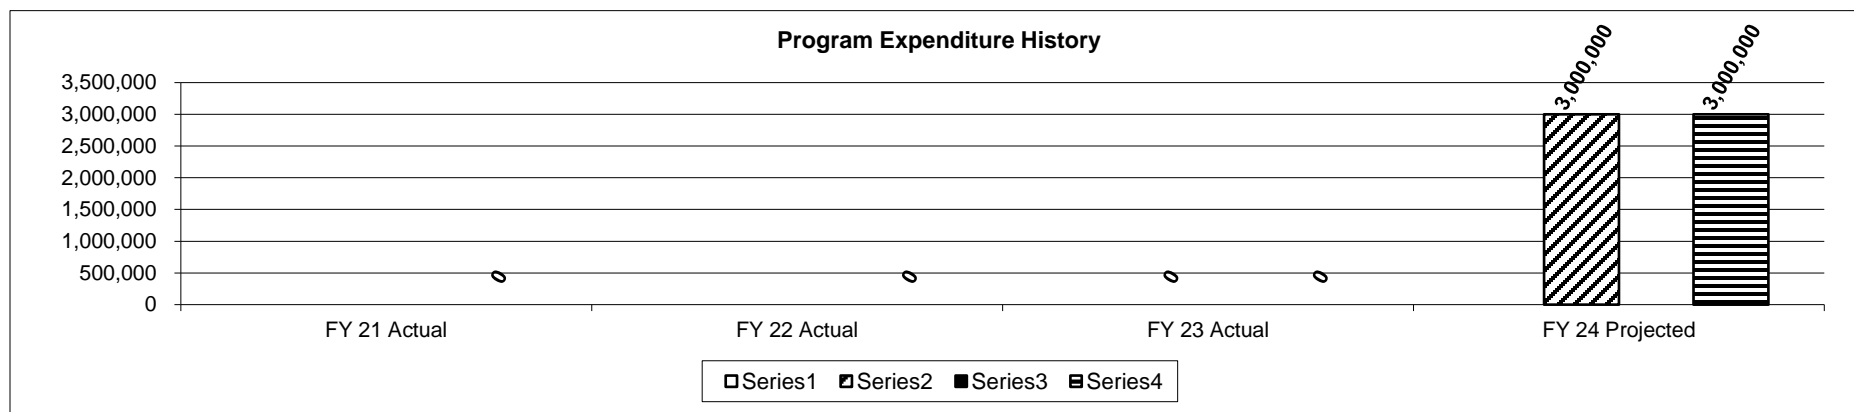 Program Expenditure History
3,500,000
3,000,000
2,500,000
2,000,000
1,500,000
1,000,000
500,000
0
0
0
0
0
3,000,000
3,000,000
FY 21 Actual
FY 22 Actual
FY 23 Actual
FY 24 Projected
Series1 Series2 Series3 Series4